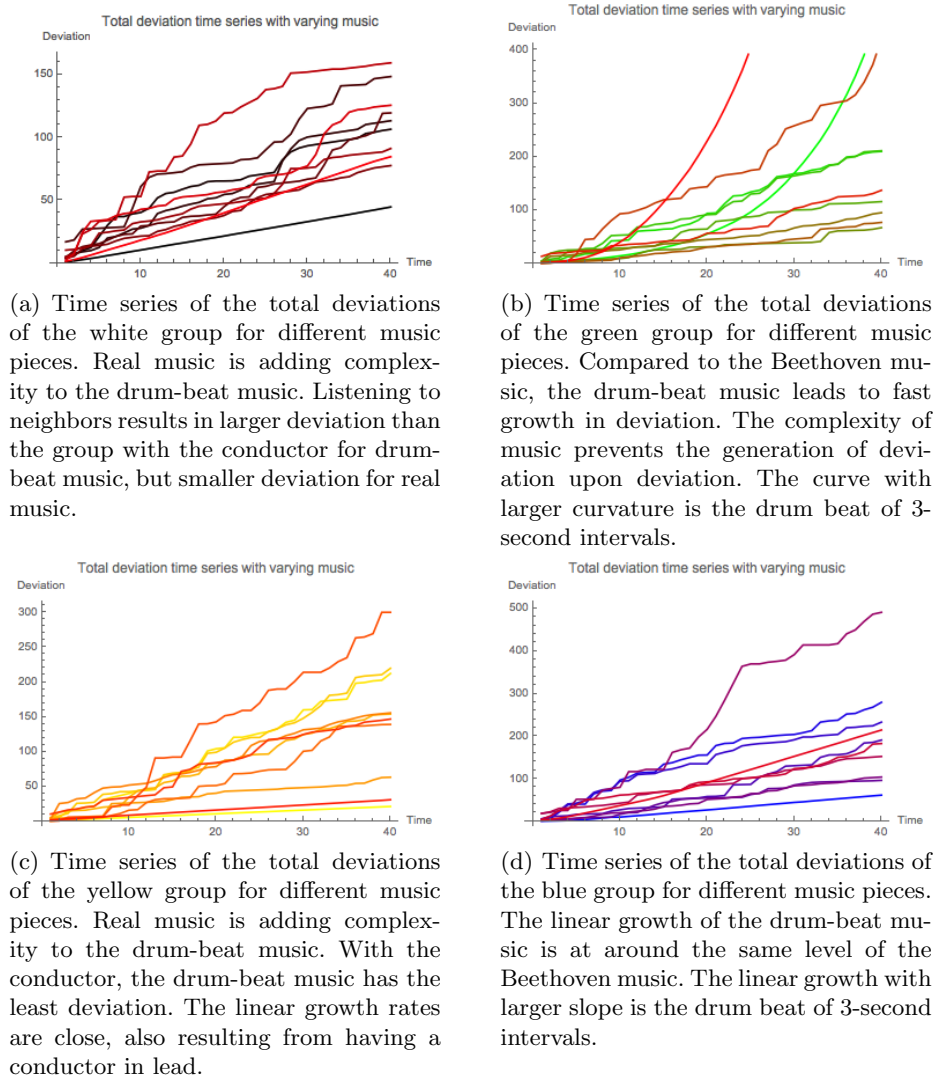 Total deviation time series with varying music
Deviation
150
100
50
10
20
30
40
Time
(a) Time series of the total deviations
of the white group for different music
pieces. Real music is adding complex-
ity to the drum-beat music. Listening to
neighbors results in larger deviation than
the group with the conductor for drum-
beat music, but smaller deviation for real
music.
Total deviation time series with varying music
Deviation
400
300
200
100
10
20
30
40
Time
(b) Time series of the total deviations
of the green group for different music
pieces. Compared to the Beethoven mu-
sic, the drum-beat music leads to fast
growth in deviation. The complexity of
music prevents the generation of devi-
ation upon deviation. The curve with
larger curvature is the drum beat of 3-
second intervals.
Total deviation time series with varying music
Deviation
300
250
200
150
100
50
10
20
30
40
Time
(c) Time series of the total deviations
of the yellow group for different music
pieces. Real music is adding complex-
ity to the drum-beat music. With the
conductor, the drum-beat music has the
least deviation. The linear growth rates
are close, also resulting from having a
conductor in lead.
Total deviation time series with varying music
Deviation
500
400
300
200
100
10
20
30
40
Time
(d) Time series of the total deviations of
the blue group for different music pieces.
The linear growth of the drum-beat mu-
sic is at around the same level of the
Beethoven music. The linear growth with
larger slope is the drum beat of 3-second
intervals.